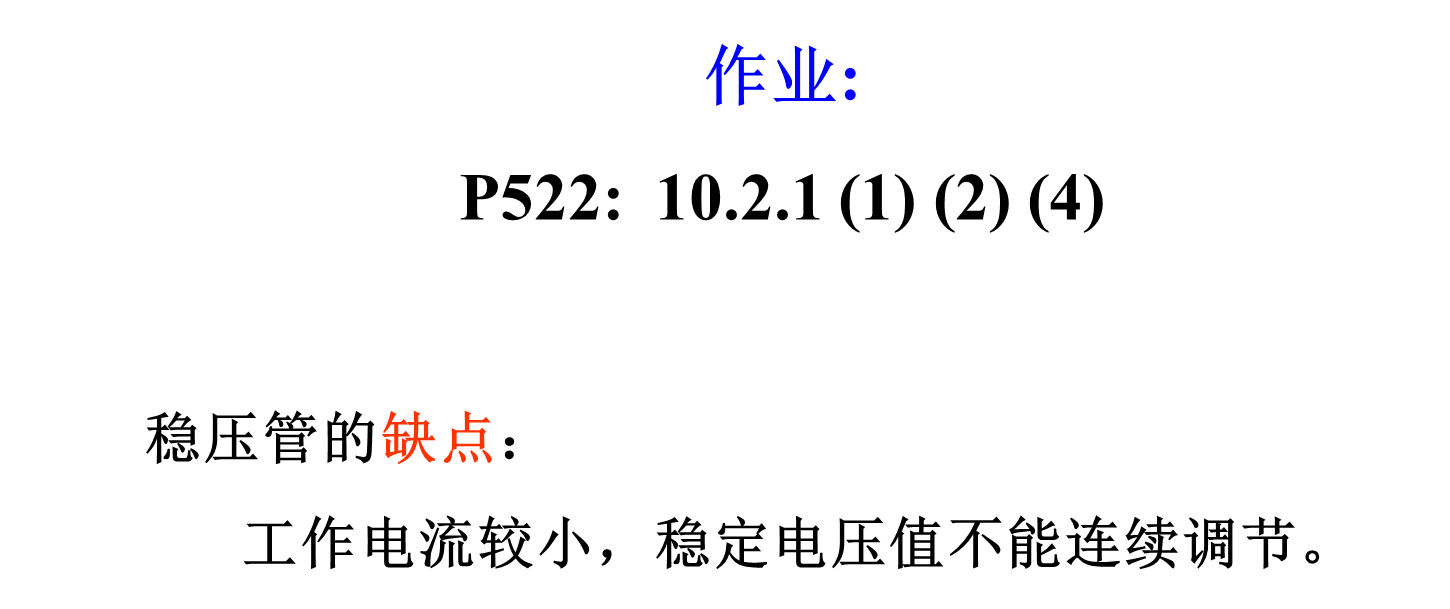 作业:
P522: 10.2.1 (1) (2) (4)
稳压管的缺点：
工作电流较小，稳定电压值不能连续调节。